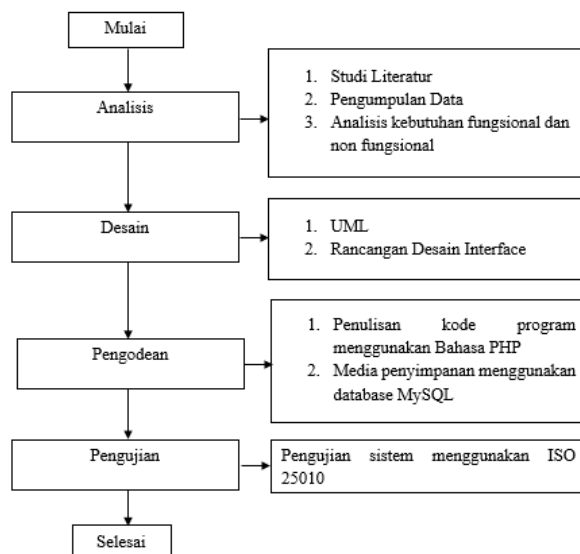 Mulai
Analisis
1. Studi Literatur
2. Pengumpulan Data
3. Analisis kebutuhan fungsional dan
non fungsional
Desain
1. UML
2. Rancangan Desain Interface
Pengodean
1. Penulisan kode program
menggunakan Bahasa PHP
2. Media penyimpanan menggunakan
database MySQL
Pengujian
Pengujian sistem menggunakan ISO
25010
Selesai